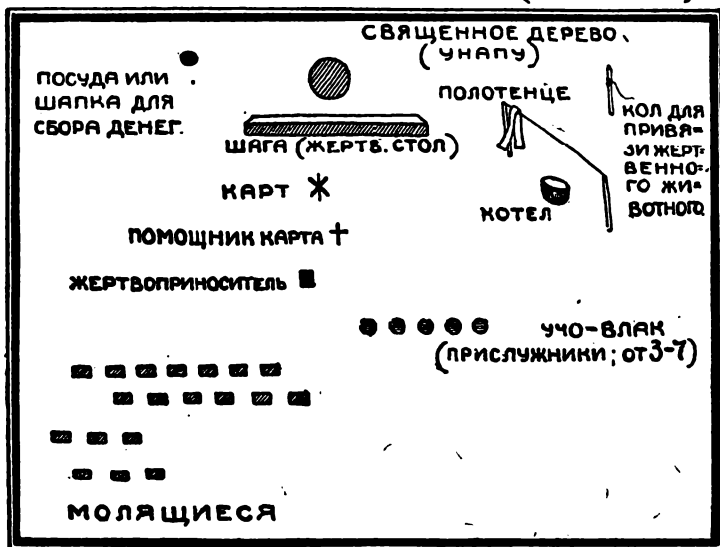 СВЯЩЕННОЕ ДЕРЕВО
(УНАПУ)
ПОСУДА ИЛИ
ШАПКА ДЛЯ
СБОРА ДЕНЕГ.
ПОЛОТЕНЦЕ
КОЛ ДЛЯ
ПРИВЯ-
ЗИ ЖЕРТ-
ВЕННО-
ГО ЖИ-
ВОТНОГО
ШАГА (ЖЕРТВ. СТОЛ)
КАРТ
КОТЕЛ
ПОМОЩНИК КАРТА
ЖЕРТВОПРИНОСИТЕЛЬ
УЧО-ВЛАК
(ПРИСЛУЖНИКИ; ОТ 3-7)
МОЛЯЩИЕСЯ